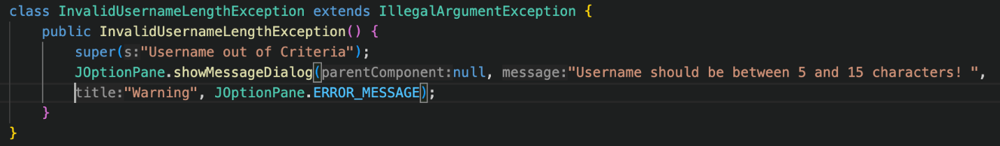 class InvalidUsernameLengthException extends IllegalArgumentException {
    public InvalidUsernameLengthException() {
        super(s:"Username out of Criteria");
        JOptionPane.showMessageDialog(parentComponent:null, message:"Username should be between 5 and 15 characters! ",
        title:"Warning", JOptionPane.ERROR_MESSAGE);
    }
}